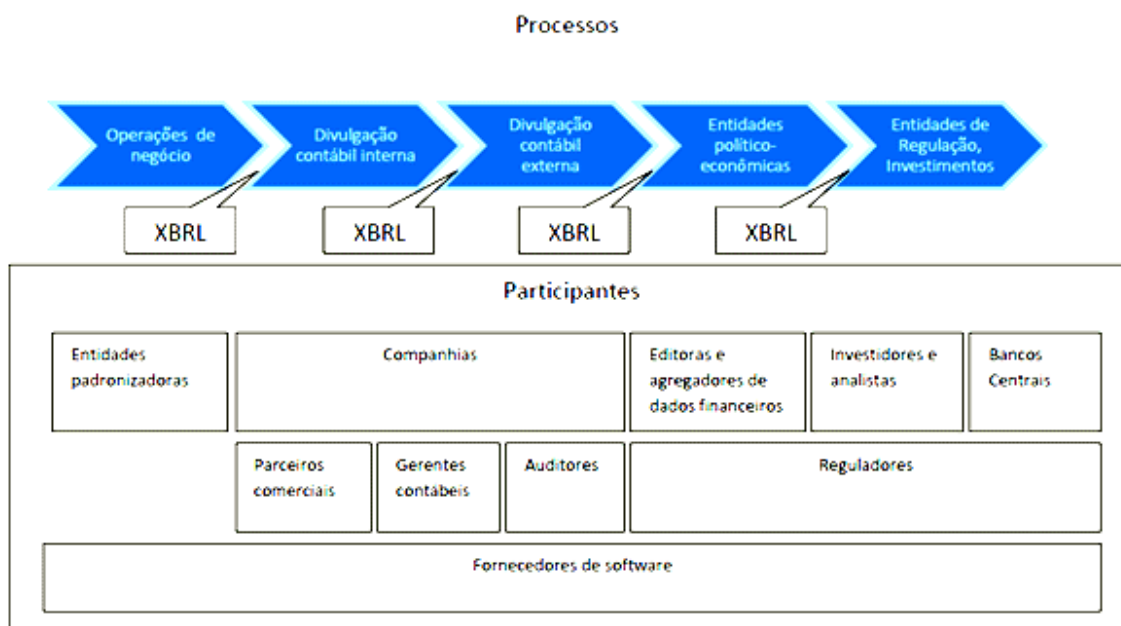 Processos
Operações de
negócio
Divulgação
contábil interna
Divulgação
contábil
externa
Entidades
político-
econômicas
Entidades de
Regulação,
Investimentos
XBRL
XBRL
XBRL
XBRL
Participantes
Entidades
padronizadoras
Companhias
Editoras e
agregadores de
dados financeiros
Investidores e
analistas
Bancos
Centrais
Parceiros
comerciais
Gerentes
contábeis
Auditores
Reguladores
Fornecedores de software